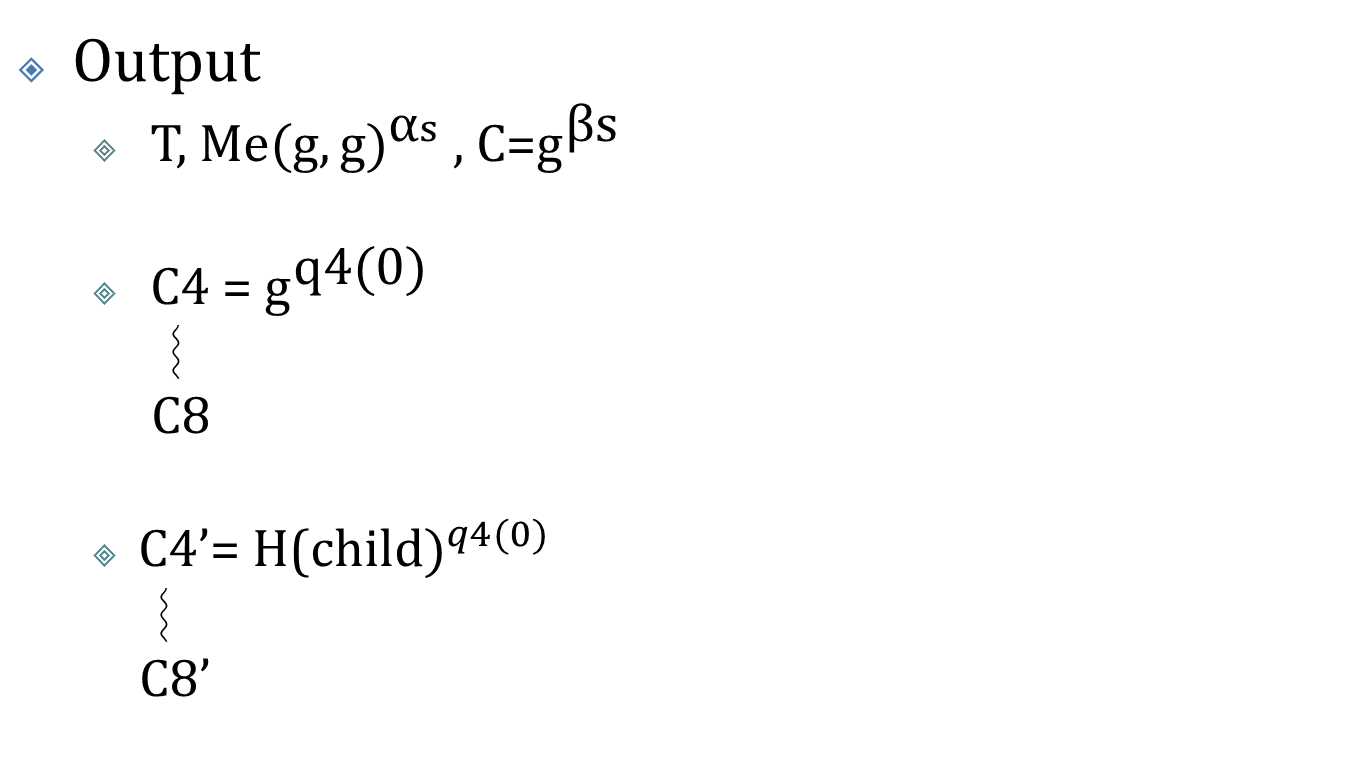 Output
T, Me(g, g)^αs , C=g^βs
C4 = g^q4(0)
C8
C4’= H(child)^q4(0)
C8’